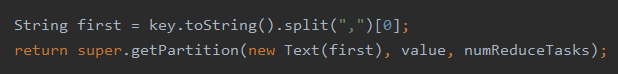 String first = key.toString().split(",")[0];
return super.getPartition(new Text(first), value, numReduceTasks);